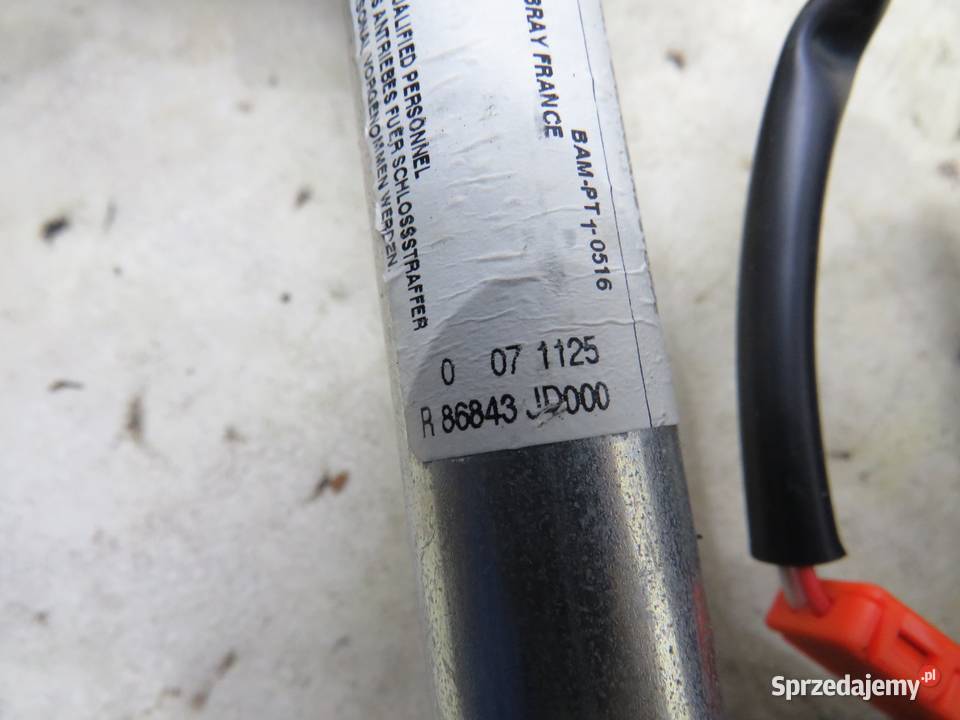 BRAY FRANCE
BAM-PT1-0516
QUALIFIED PERSONNEL
ANTRIEBES FUER SCHLOSSSTRAFFER
VORGENOMMEN WERDEN.
0 07 1125
R 86843 JD000
Sprzedajemy.pl